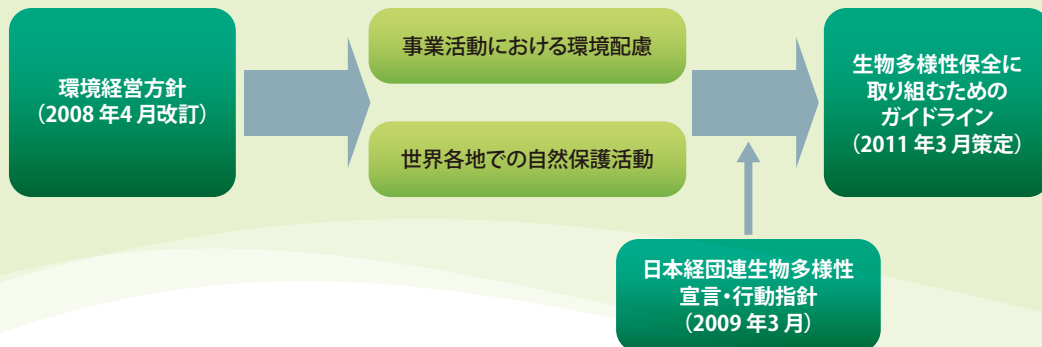 環境経営方針
（2008年4月改訂）
事業活動における環境配慮
世界各地での自然保護活動
生物多様性保全に
取り組むための
ガイドライン
（2011年3月策定）
日本経団連生物多様性
宣言・行動指針
（2009年3月）